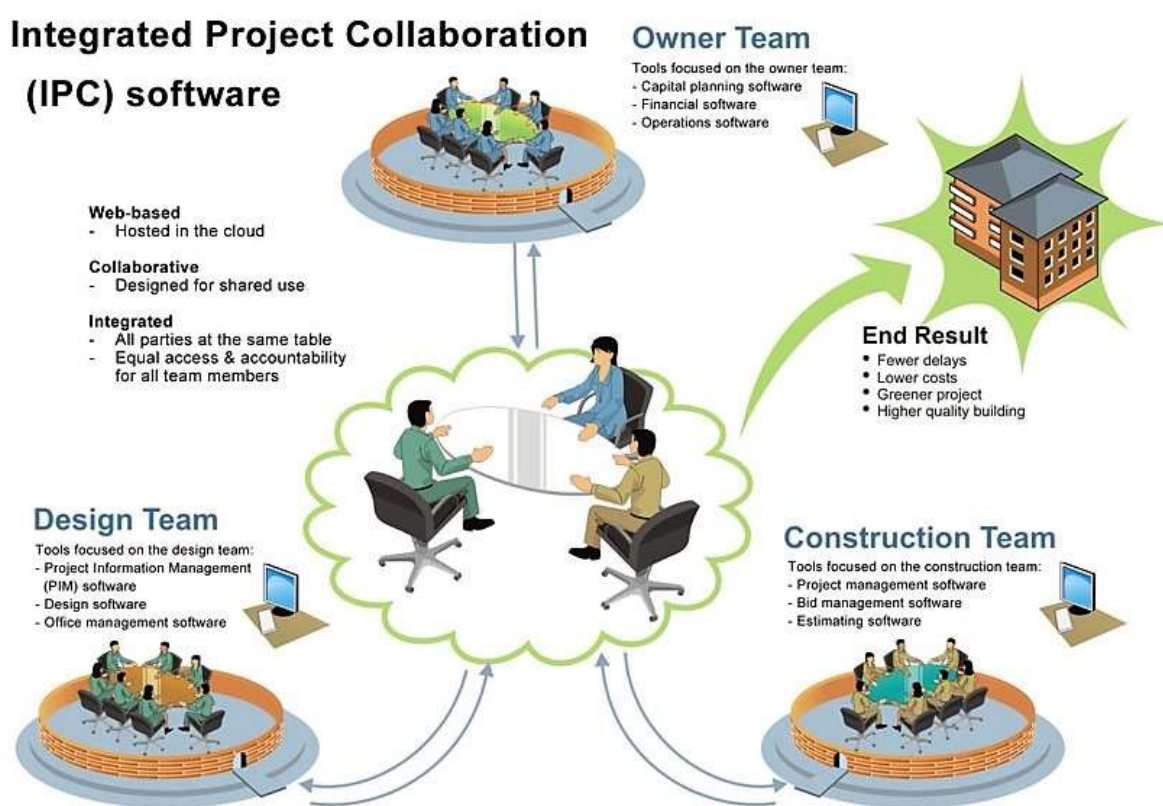 Integrated Project Collaboration
(IPC) software
Owner Team
Tools focused on the owner team:
- Capital planning software
- Financial software
- Operations software
Web-based
- Hosted in the cloud
Collaborative
- Designed for shared use
Integrated
- All parties at the same table
- Equal access & accountability
for all team members
End Result
• Fewer delays
• Lower costs
• Greener project
• Higher quality building
Design Team
Tools focused on the design team:
- Project Information Management
(PIM) software
- Design software
- Office management software
Construction Team
Tools focused on the construction team:
- Project management software
- Bid management software
- Estimating software